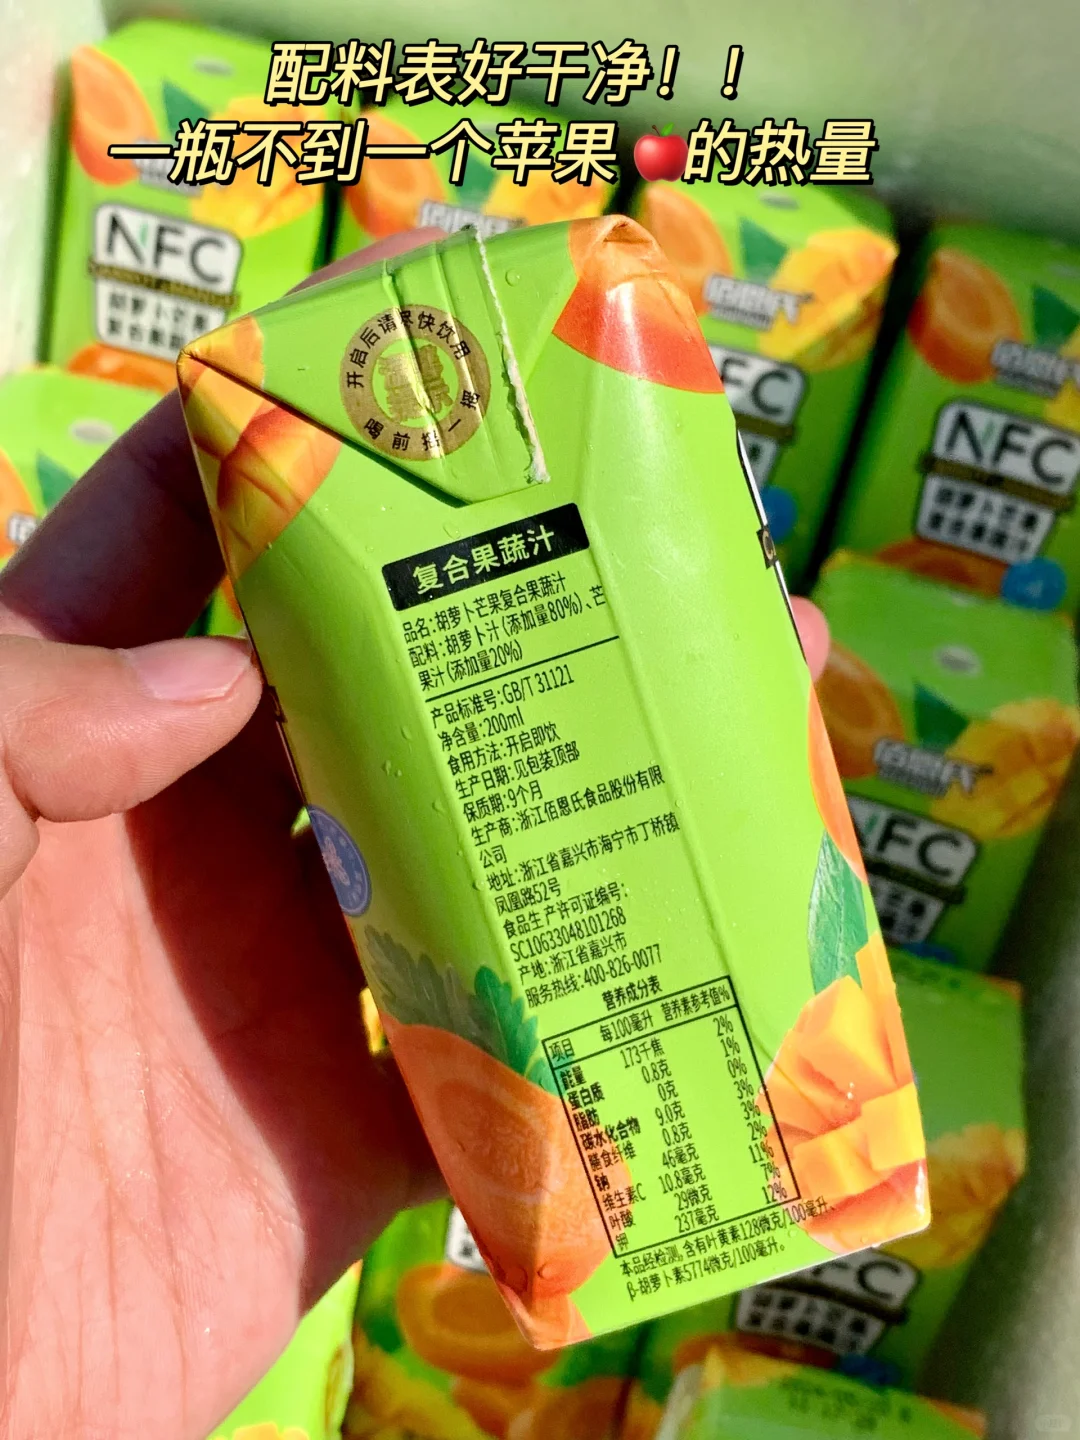 配料表好干净！！
一瓶不到一个苹果🍎的热量
NFC
NFC
开启后请尽快饮用
喝前摇一摇
复合果蔬汁
品名:胡萝卜芒果复合果蔬汁
配料:胡萝卜汁(添加量80%)、芒
果汁(添加量20%)
产品标准号:GB/T 31121
净含量:200ml
食用方法:开启即饮
生产日期:见包装顶部
保质期:9个月
生产商:浙江佰恩氏食品股份有限
公司
地址:浙江省嘉兴市海宁市丁桥镇
凤凰路52号
食品生产许可证编号:
SC10633048101268
产地:浙江省嘉兴市
服务热线:400-826-0077
营养成分表
项目 每100毫升 营养素参考值%
能量 173千焦 2%
蛋白质 0.8克 1%
脂肪 0克 0%
碳水化合物 9.0克 3%
膳食纤维 0.8克 3%
钠 46毫克 2%
维生素C 10.8毫克 11%
叶酸 29微克 7%
钾 237毫克 12%
本品经检测,含有叶黄素128微克/100毫升、
β-胡萝卜素5774微克/100毫升。